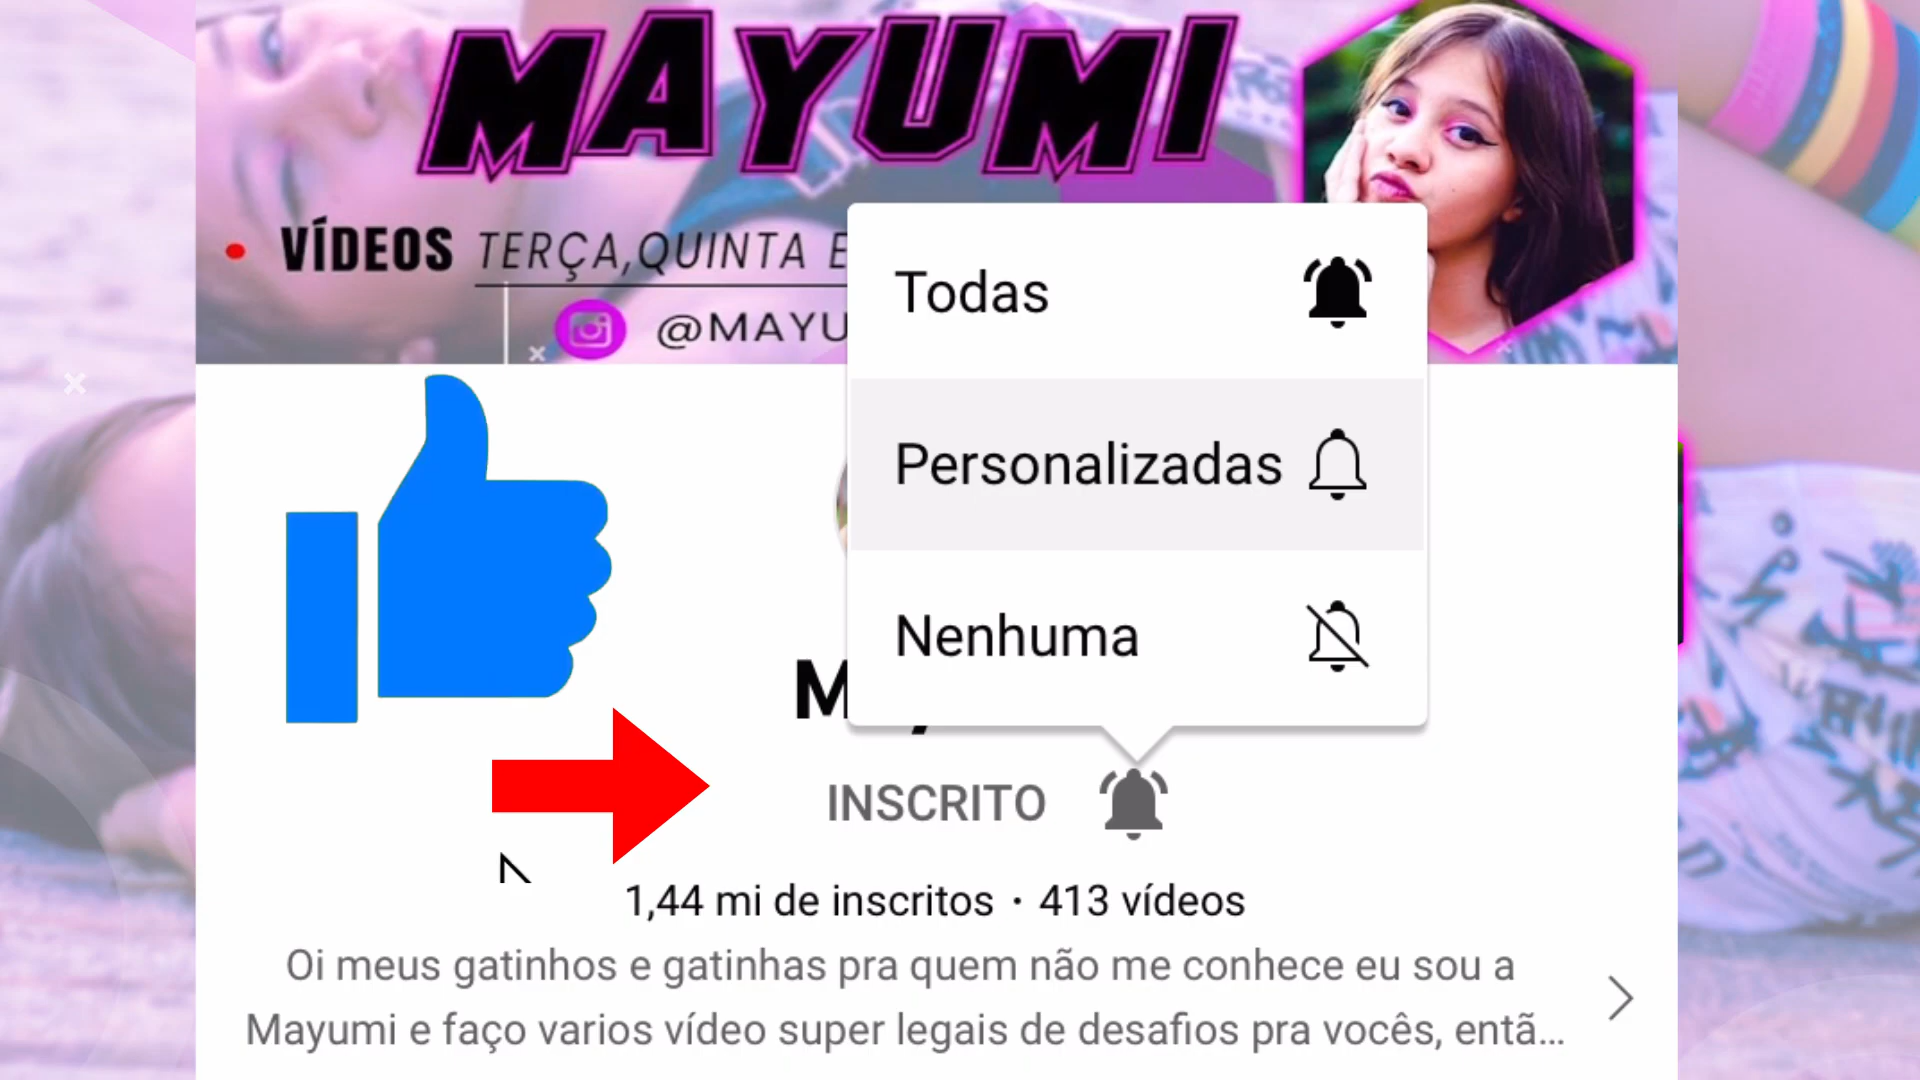 MAYUMI
VÍDEOS TERÇA,QUINTA E
@MAYU
Todas
Personalizadas
Nenhuma
INSCRITO
1,44 mi de inscritos · 413 vídeos
Oi meus gatinhos e gatinhas pra quem não me conhece eu sou a
Mayumi e faço varios vídeo super legais de desafios pra vocês, entã...